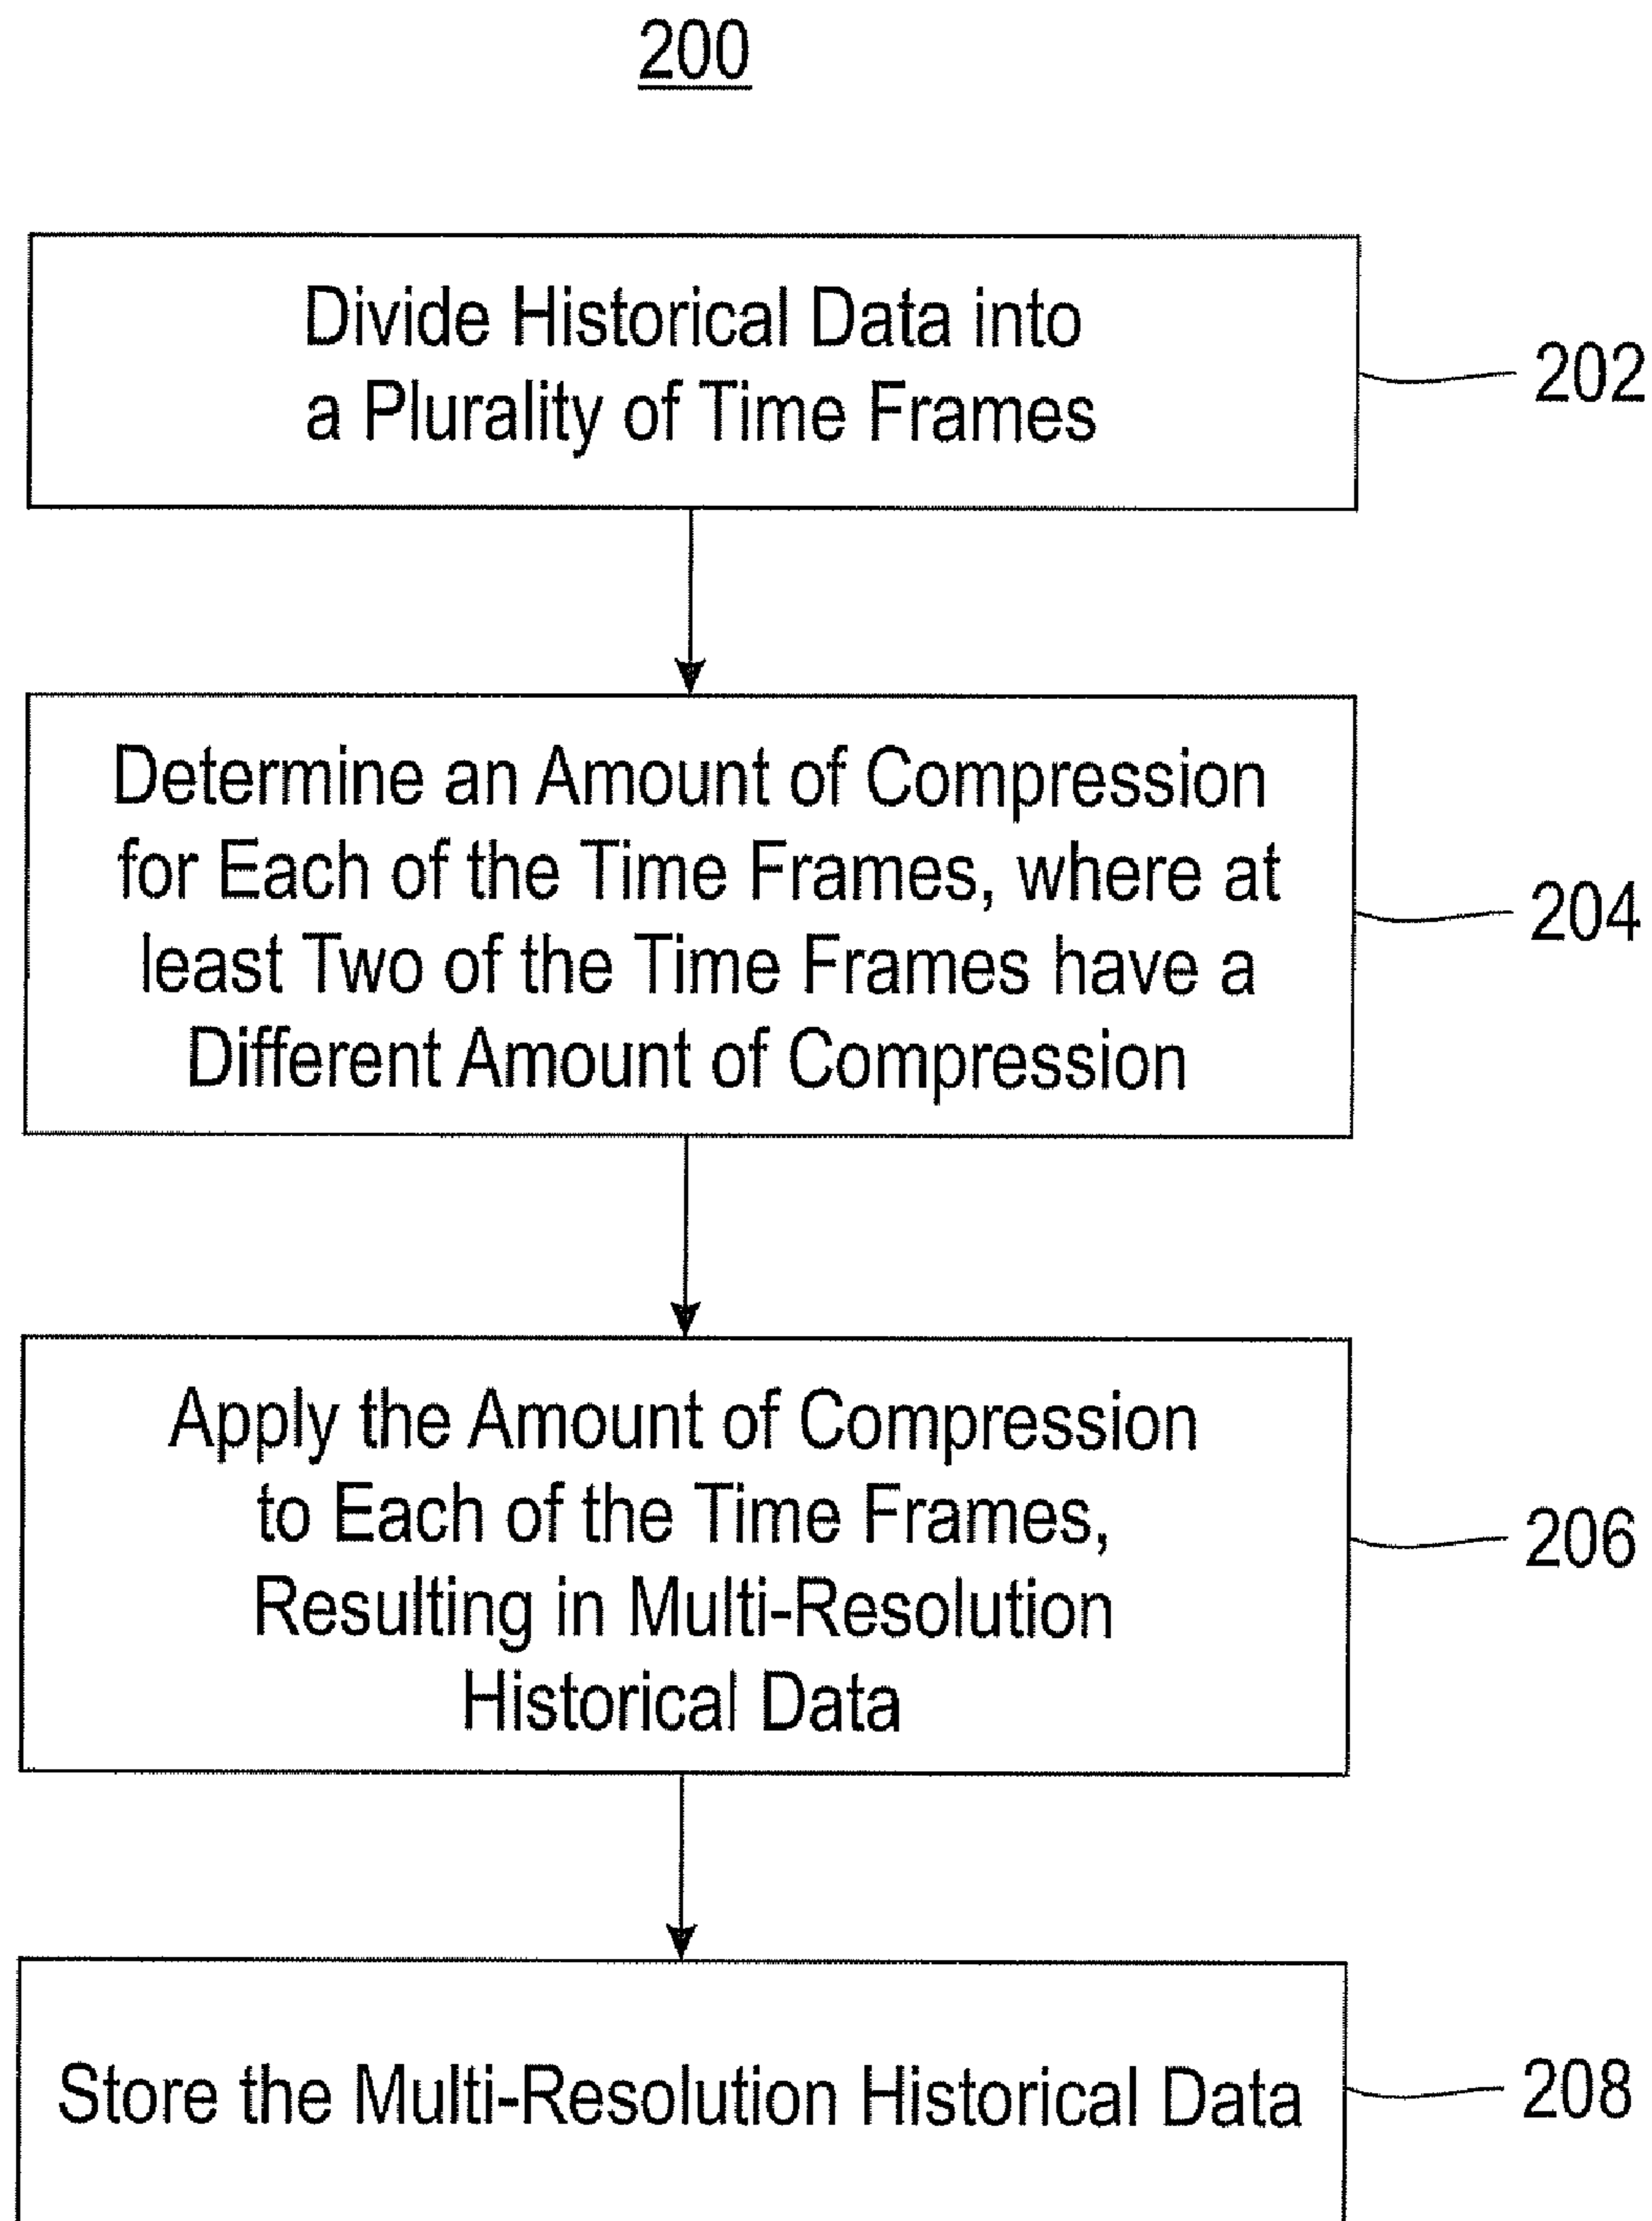 200
Divide Historical Data into
a Plurality of Time Frames
202
Determine an Amount of Compression
for Each of the Time Frames, where at
least Two of the Time Frames have a
Different Amount of Compression
204
Apply the Amount of Compression
to Each of the Time Frames,
Resulting in Multi-Resolution
Historical Data
206
Store the Multi-Resolution Historical Data
208